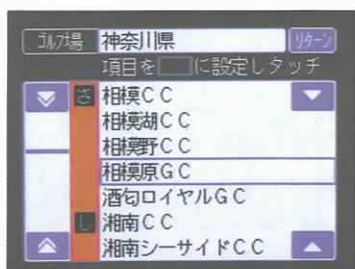 ゴルフ場 神奈川県 リターン
項目を に設定しタッチ
さ 相模CC
相模湖CC
相模野CC
相模原GC
酒匂ロイヤルGC
し 湘南CC
湘南シーサイドCC